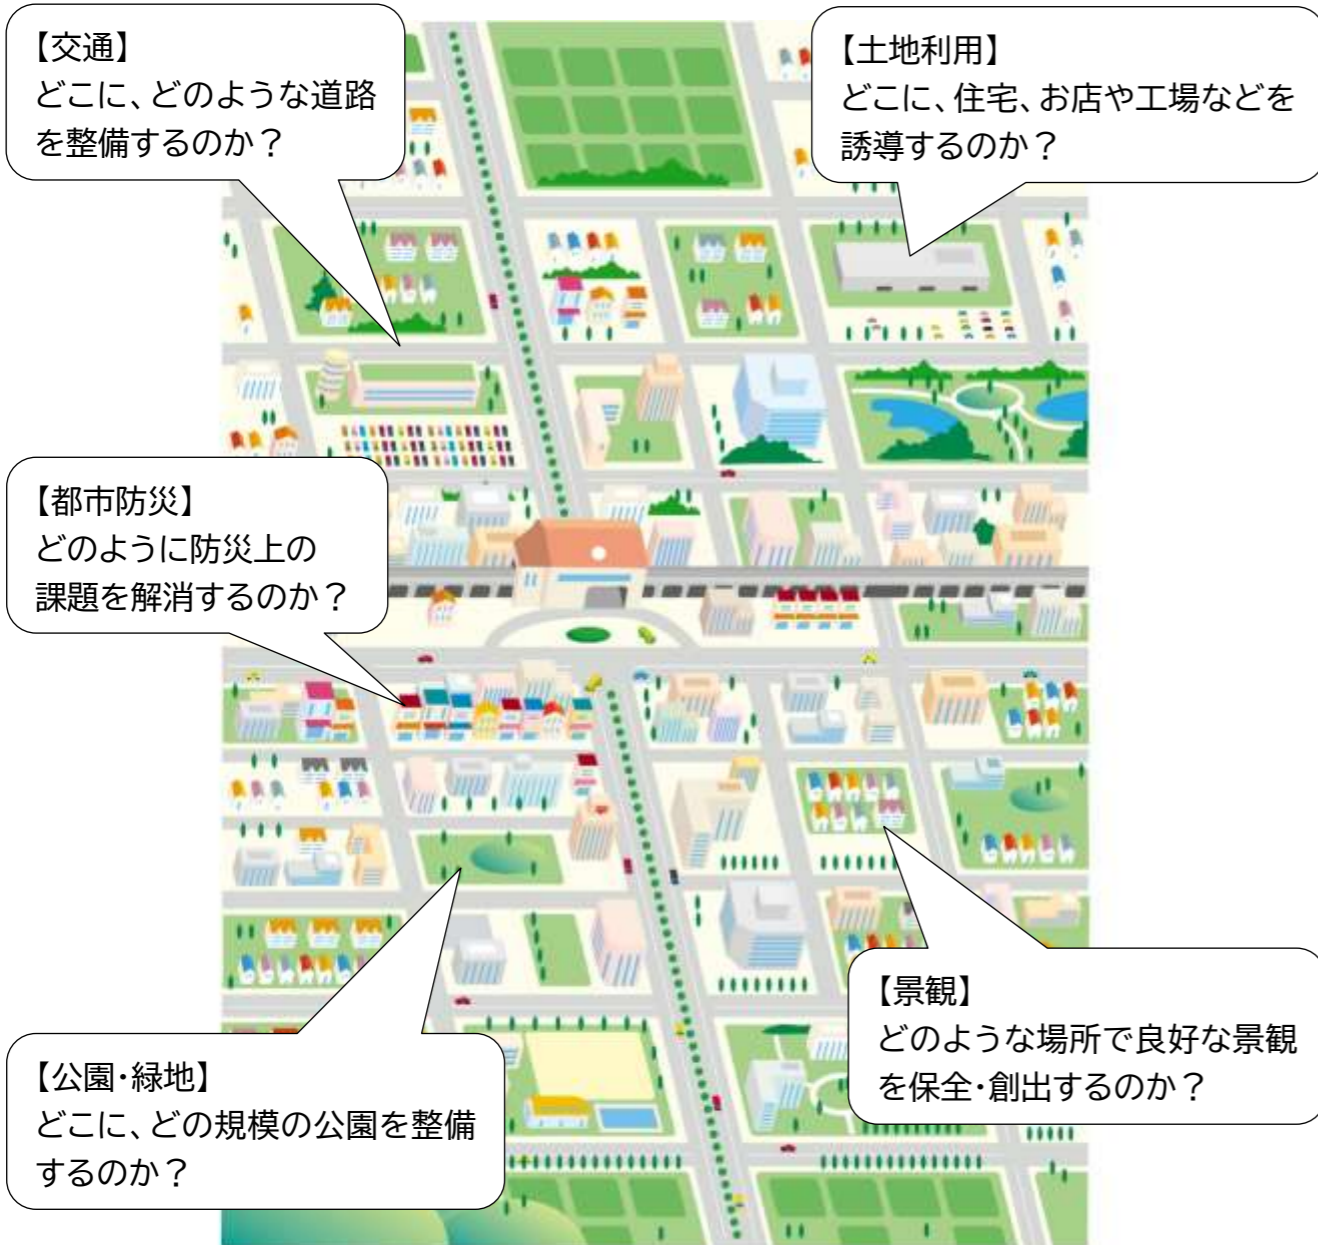 【交通】
どこに、どのような道路
を整備するのか？
【土地利用】
どこに、住宅、お店や工場などを
誘導するのか？
【都市防災】
どのように防災上の
課題を解消するのか？
【公園・緑地】
どこに、どの規模の公園を整備
するのか？
【景観】
どのような場所で良好な景観
を保全・創出するのか？